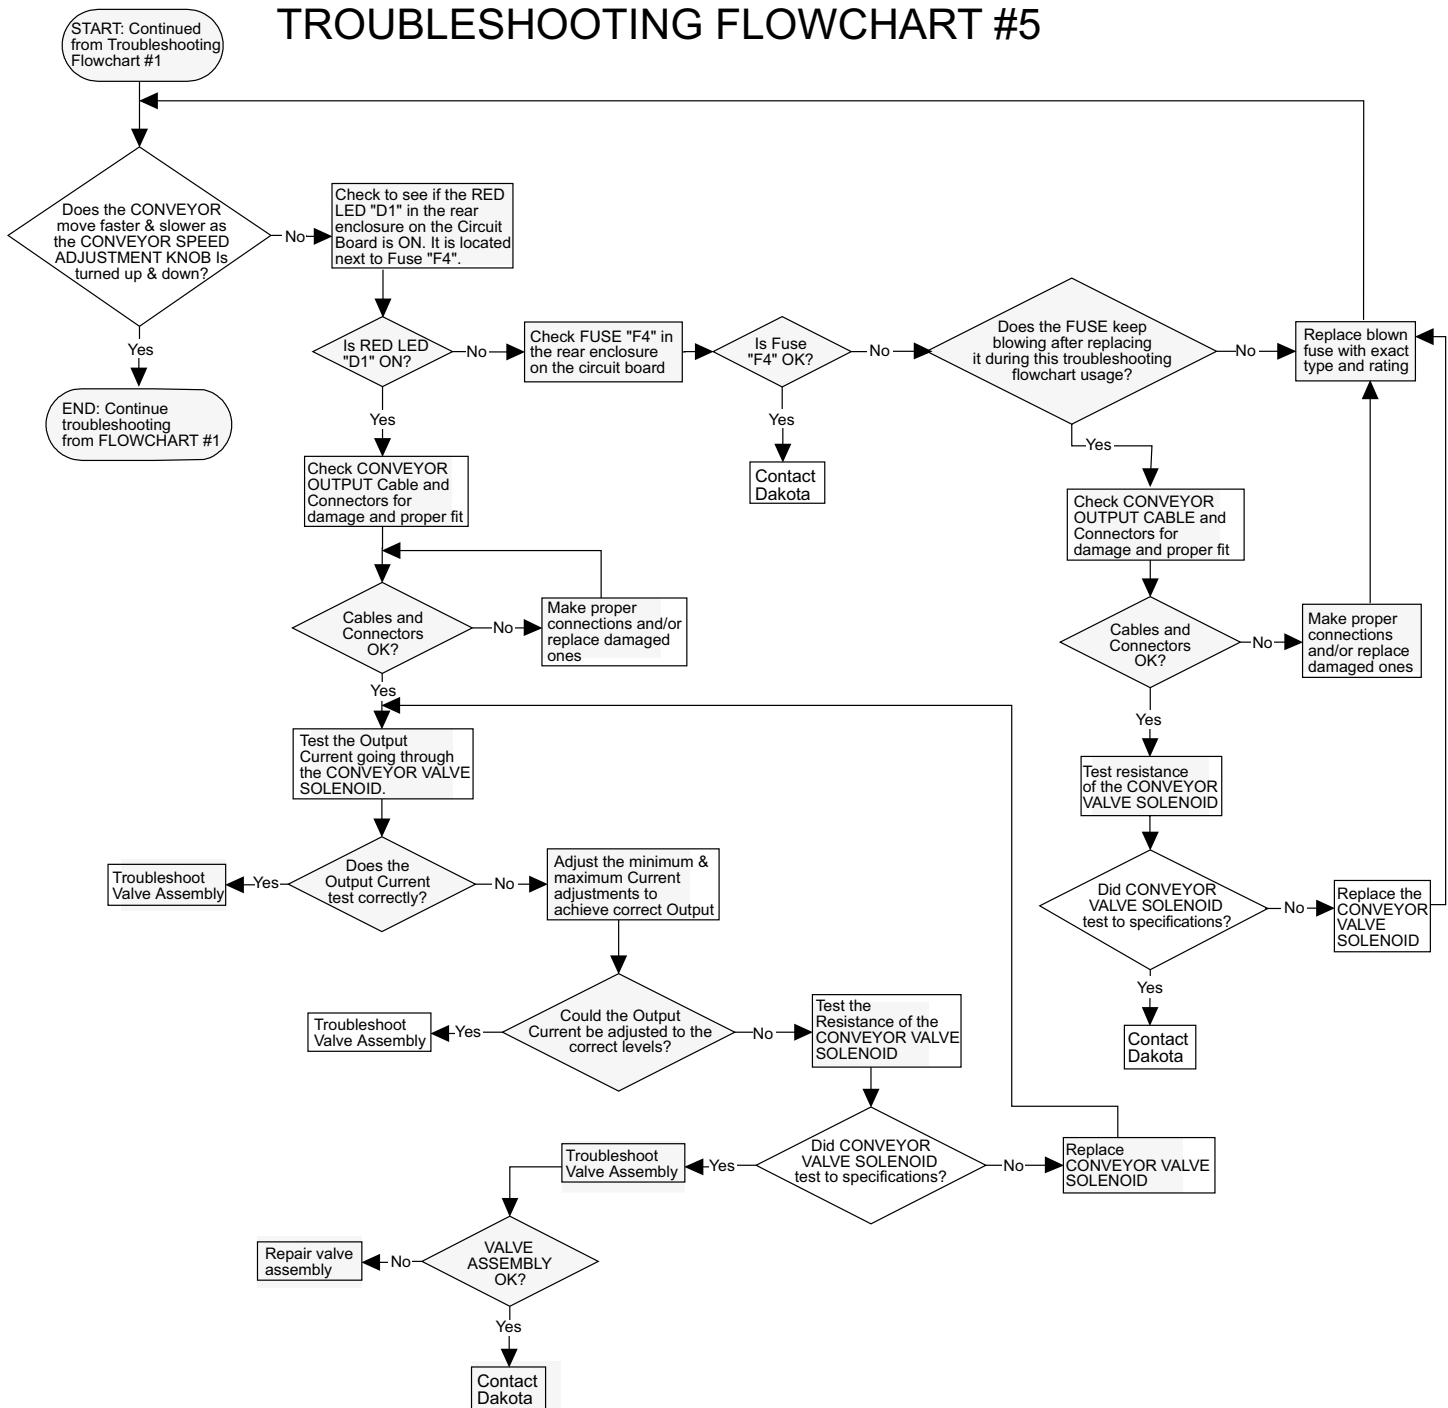 TROUBLESHOOTING FLOWCHART #5
START: Continued
from Troubleshooting
Flowchart #1
Does the CONVEYOR
move faster & slower as
the CONVEYOR SPEED
ADJUSTMENT KNOB Is
turned up & down?
No
Yes
END: Continue
troubleshooting
from FLOWCHART #1
Check to see if the RED
LED "D1" in the rear
enclosure on the Circuit
Board is ON. It is located
next to Fuse "F4".
Is RED LED
"D1" ON?
No
Check FUSE "F4" in
the rear enclosure
on the circuit board
Is Fuse
"F4" OK?
No
Does the FUSE keep
blowing after replacing
it during this troubleshooting
flowchart usage?
No
Replace blown
fuse with exact
type and rating
Yes
Contact
Dakota
Yes
Check CONVEYOR
OUTPUT CABLE and
Connectors for
damage and proper fit
Cables and
Connectors
OK?
No
Make proper
connections
and/or replace
damaged ones
Yes
Test resistance
of the CONVEYOR
VALVE SOLENOID
Did CONVEYOR
VALVE SOLENOID
test to specifications?
No
Replace the
CONVEYOR
VALVE
SOLENOID
Yes
Contact
Dakota
Yes
Check CONVEYOR
OUTPUT Cable and
Connectors for
damage and proper fit
Cables and
Connectors
OK?
No
Make proper
connections and/or
replace damaged
ones
Yes
Test the Output
Current going through
the CONVEYOR VALVE
SOLENOID.
Does the
Output Current
test correctly?
Yes
Troubleshoot
Valve Assembly
No
Adjust the minimum &
maximum Current
adjustments to
achieve correct Output
Could the Output
Current be adjusted to the
correct levels?
Yes
Troubleshoot
Valve Assembly
No
Test the
Resistance of the
CONVEYOR VALVE
SOLENOID
Did CONVEYOR
VALVE SOLENOID
test to specifications?
No
Replace
CONVEYOR VALVE
SOLENOID
Yes
Troubleshoot
Valve Assembly
VALVE
ASSEMBLY
OK?
No
Repair valve
assembly
Yes
Contact
Dakota